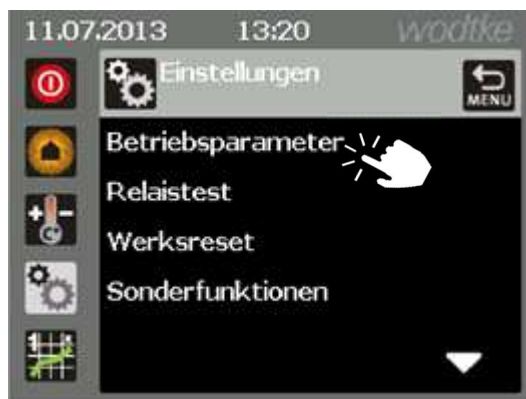 11.07.2013 13:20 wodtke
Einstellungen
MENU
Betriebsparameter
Relaistest
Werksreset
Sonderfunktionen